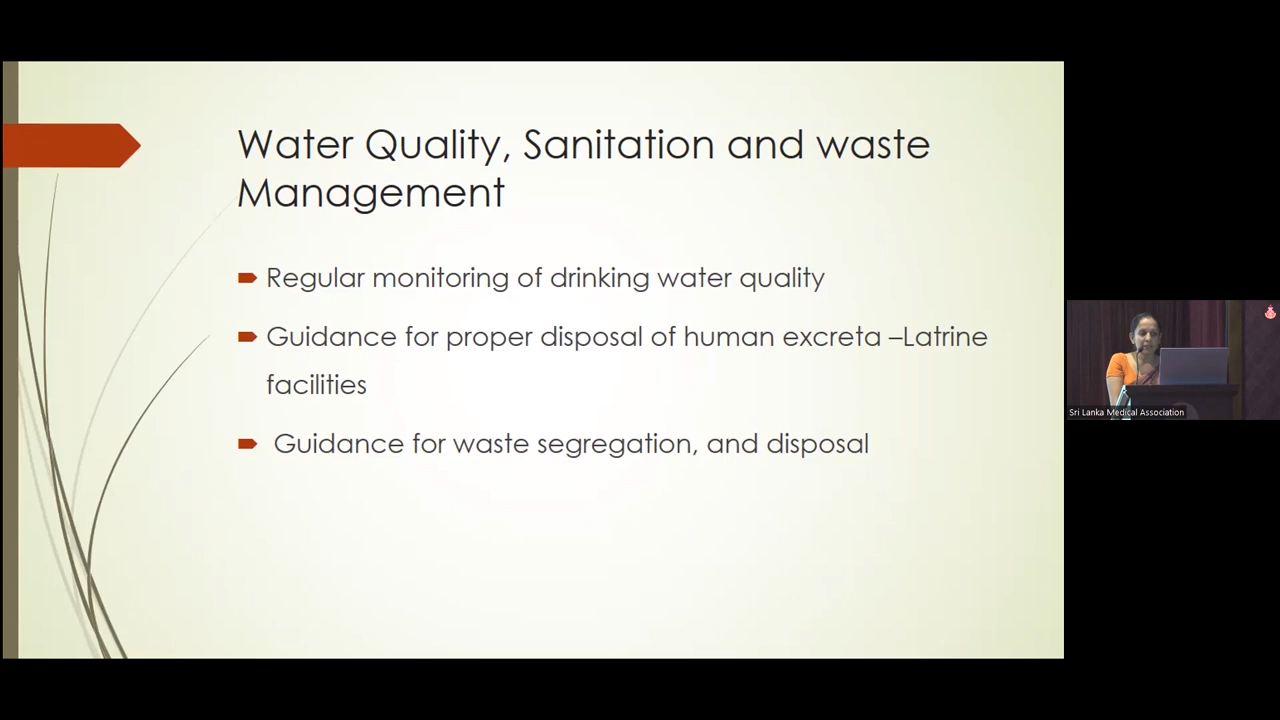 Water Quality, Sanitation and waste
Management
Regular monitoring of drinking water quality
Guidance for proper disposal of human excreta –Latrine
facilities
Guidance for waste segregation, and disposal
Sri Lanka Medical Association